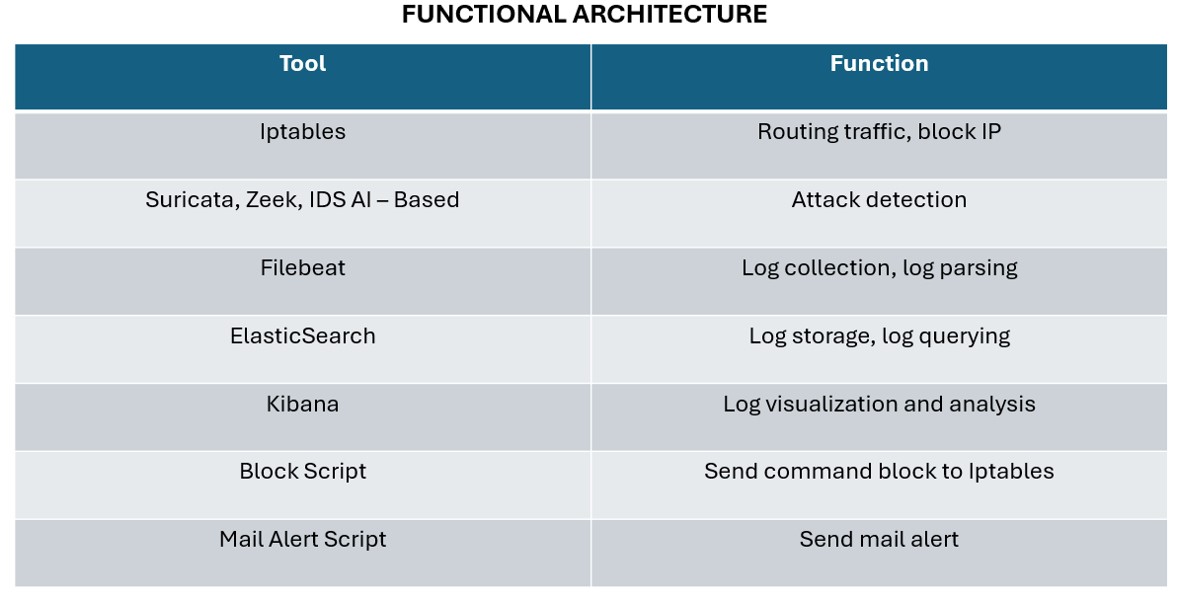 FUNCTIONAL ARCHITECTURE
Tool Function
Iptables Routing traffic, block IP
Suricata, Zeek, IDS AI – Based Attack detection
Filebeat Log collection, log parsing
ElasticSearch Log storage, log querying
Kibana Log visualization and analysis
Block Script Send command block to Iptables
Mail Alert Script Send mail alert